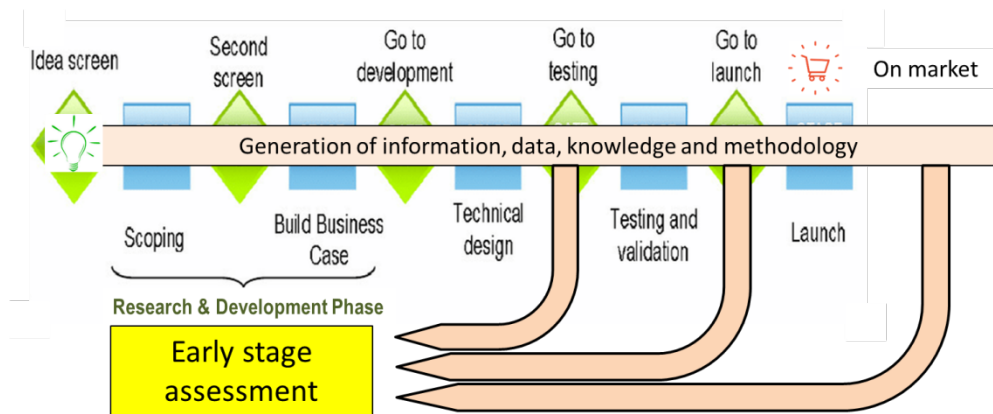 Idea screen
Second
screen
Go to
development
Go to
testing
Go to
launch
On market
Generation of information, data, knowledge and methodology
Scoping
Build Business
Case
Technical
design
Testing and
validation
Launch
Research & Development Phase
Early stage
assessment